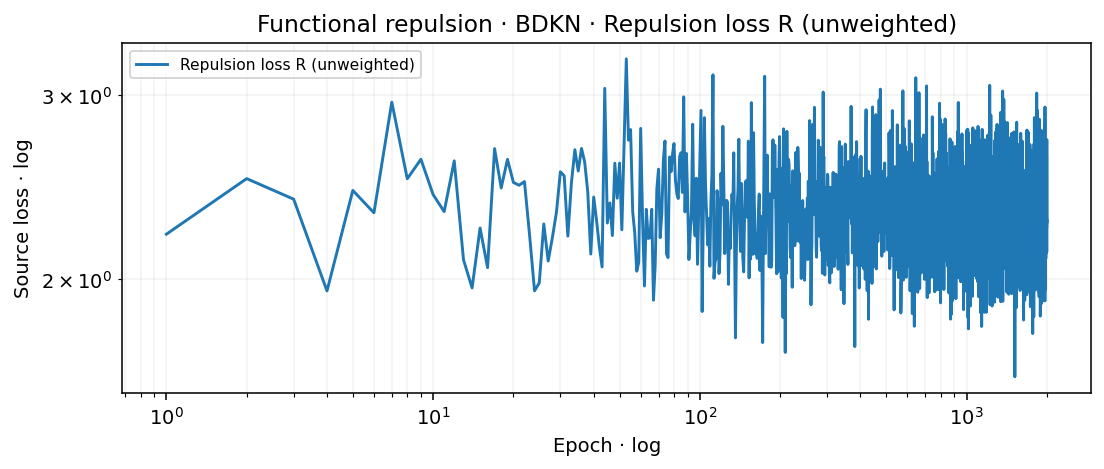 Functional repulsion · BDKN · Repulsion loss R (unweighted)
Repulsion loss R (unweighted)
3 × 10⁰
2 × 10⁰
Source loss · log
10⁰ 10¹ 10² 10³
Epoch · log